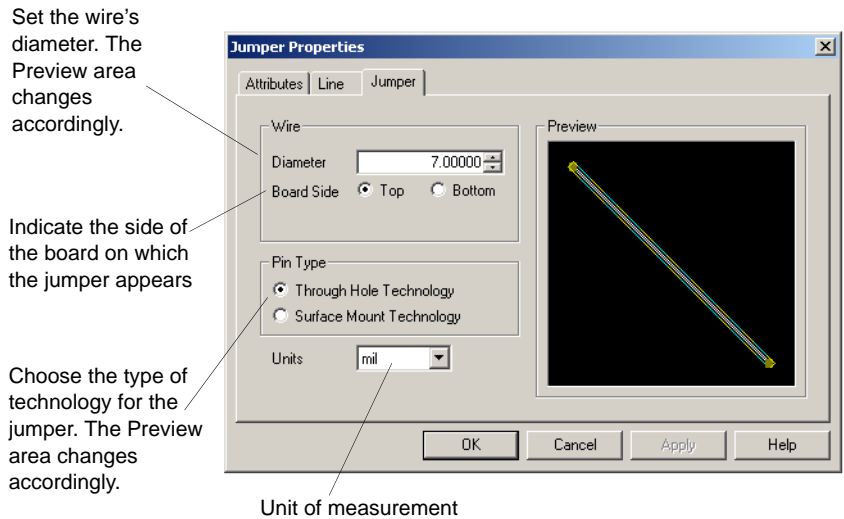 Set the wire's
diameter. The
Preview area
changes
accordingly.
Indicate the side of
the board on which
the jumper appears
Choose the type of
technology for the
jumper. The Preview
area changes
accordingly.
Jumper Properties
Attributes Line Jumper
Wire
Diameter 7.00000
Board Side Top Bottom
Pin Type
Through Hole Technology
Surface Mount Technology
Units mil
Preview
OK Cancel Apply Help
Unit of measurement